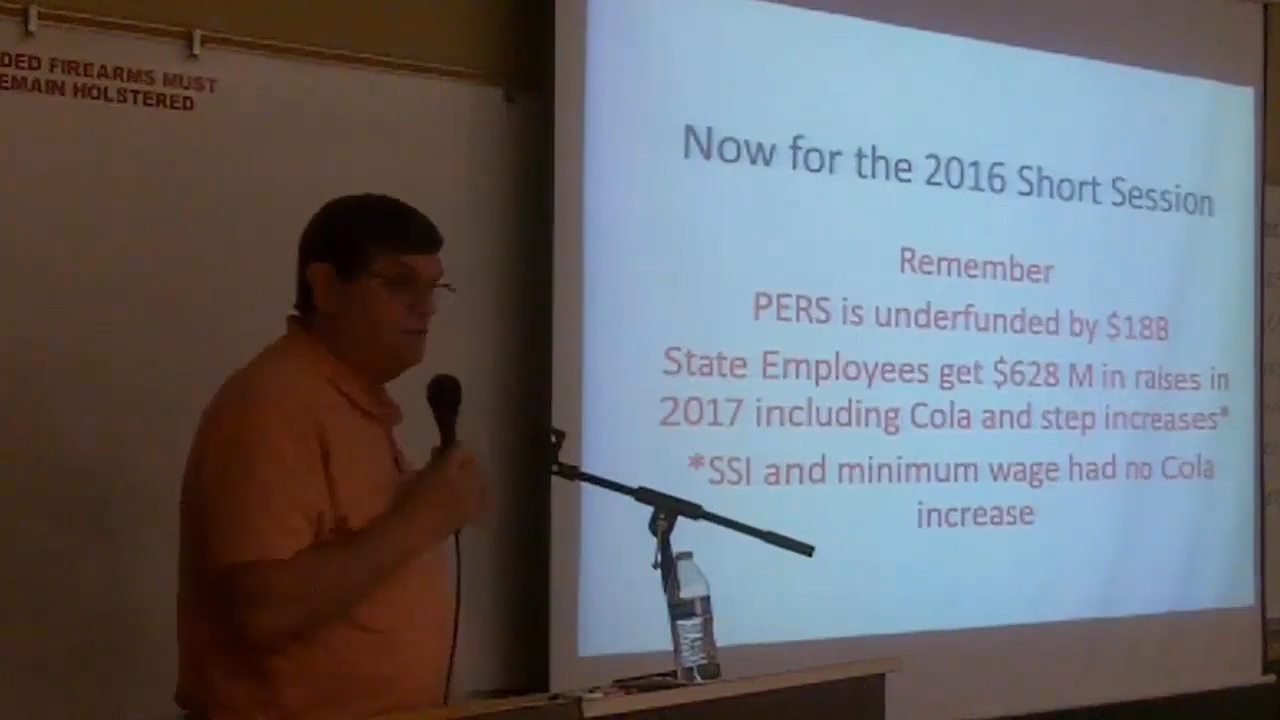 DED FIREARMS MUST
EMAIN HOLSTERED
Now for the 2016 Short Session
Remember
PERS is underfunded by $18B
State Employees get $628 M in raises in
2017 including Cola and step increases*
*SSI and minimum wage had no Cola
increase